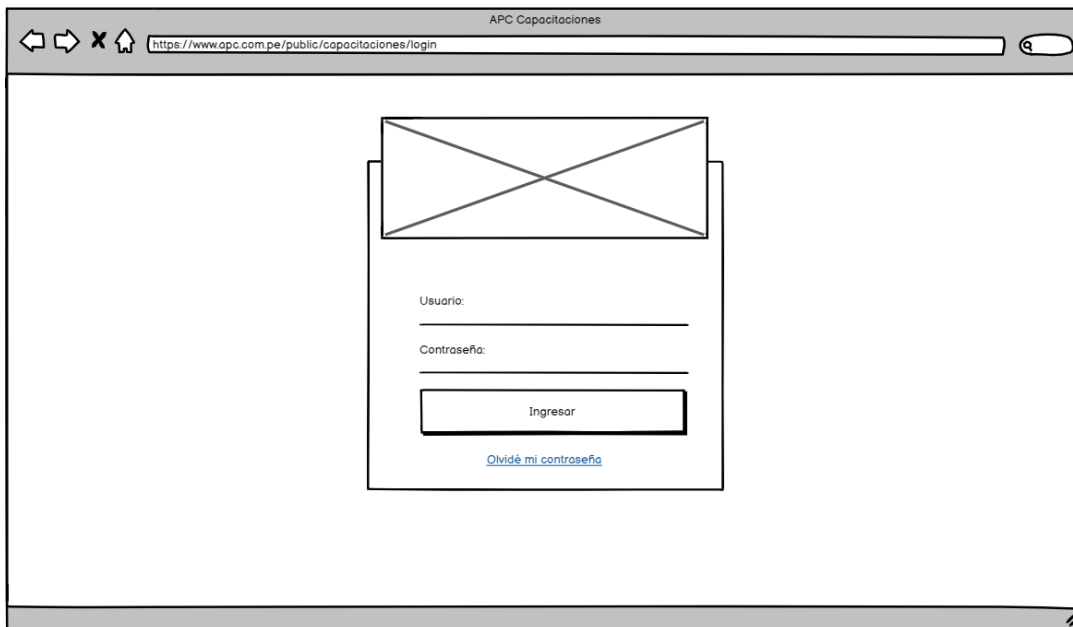 APC Capacitaciones
https://www.apc.com.pe/public/capacitaciones/login
Usuario:
Contraseña:
Ingresar
Olvidé mi contraseña